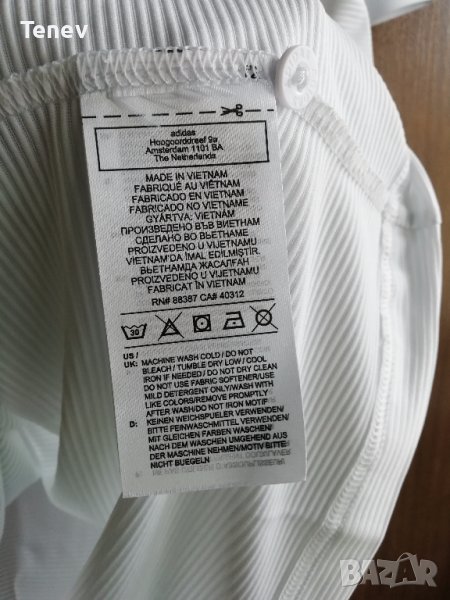 Tenev
adidas
Hoogoorddreef 9a
Amsterdam 1101 BA
The Netherlands
MADE IN VIETNAM
FABRIQUÉ AU VIÊTNAM
FABRICADO EN VIETNAM
FABRICADO NO VIETNAME
GYÁRTVA: VIETNAM
ПРОИЗВЕДЕНО ВЪВ ВИЕТНАМ
СДЕЛАНО ВО ВЬЕТНАМЕ
PROIZVEDENO U VIJETNAMU
VIETNAM'DA İMAL EDİLMİŞTİR.
ВЬЕТНАМДА ЖАСАЛҒАН
PROIZVEDENO U VIJETNAMU
FABRICAT ÎN VIETNAM
RN# 88387 CA# 40312
30
US /
UK: MACHINE WASH COLD / DO NOT
BLEACH / TUMBLE DRY LOW / COOL
IRON IF NEEDED / DO NOT DRY CLEAN
DO NOT USE FABRIC SOFTENER/USE
MILD DETERGENT ONLY/WASH WITH
LIKE COLORS/REMOVE PROMPTLY
AFTER WASH/DO NOT IRON MOTIF
D: KEINEN WEICHSPUELER VERWENDEN/
BITTE FEINWASCHMITTEL VERWENDEN/
MIT GLEICHEN FARBEN WASCHEN/
NACH DEM WASCHEN UMGEHEND AUS
DER MASCHINE NEHMEN/MOTIV BITTE
NICHT BUEGELN
BAZAR